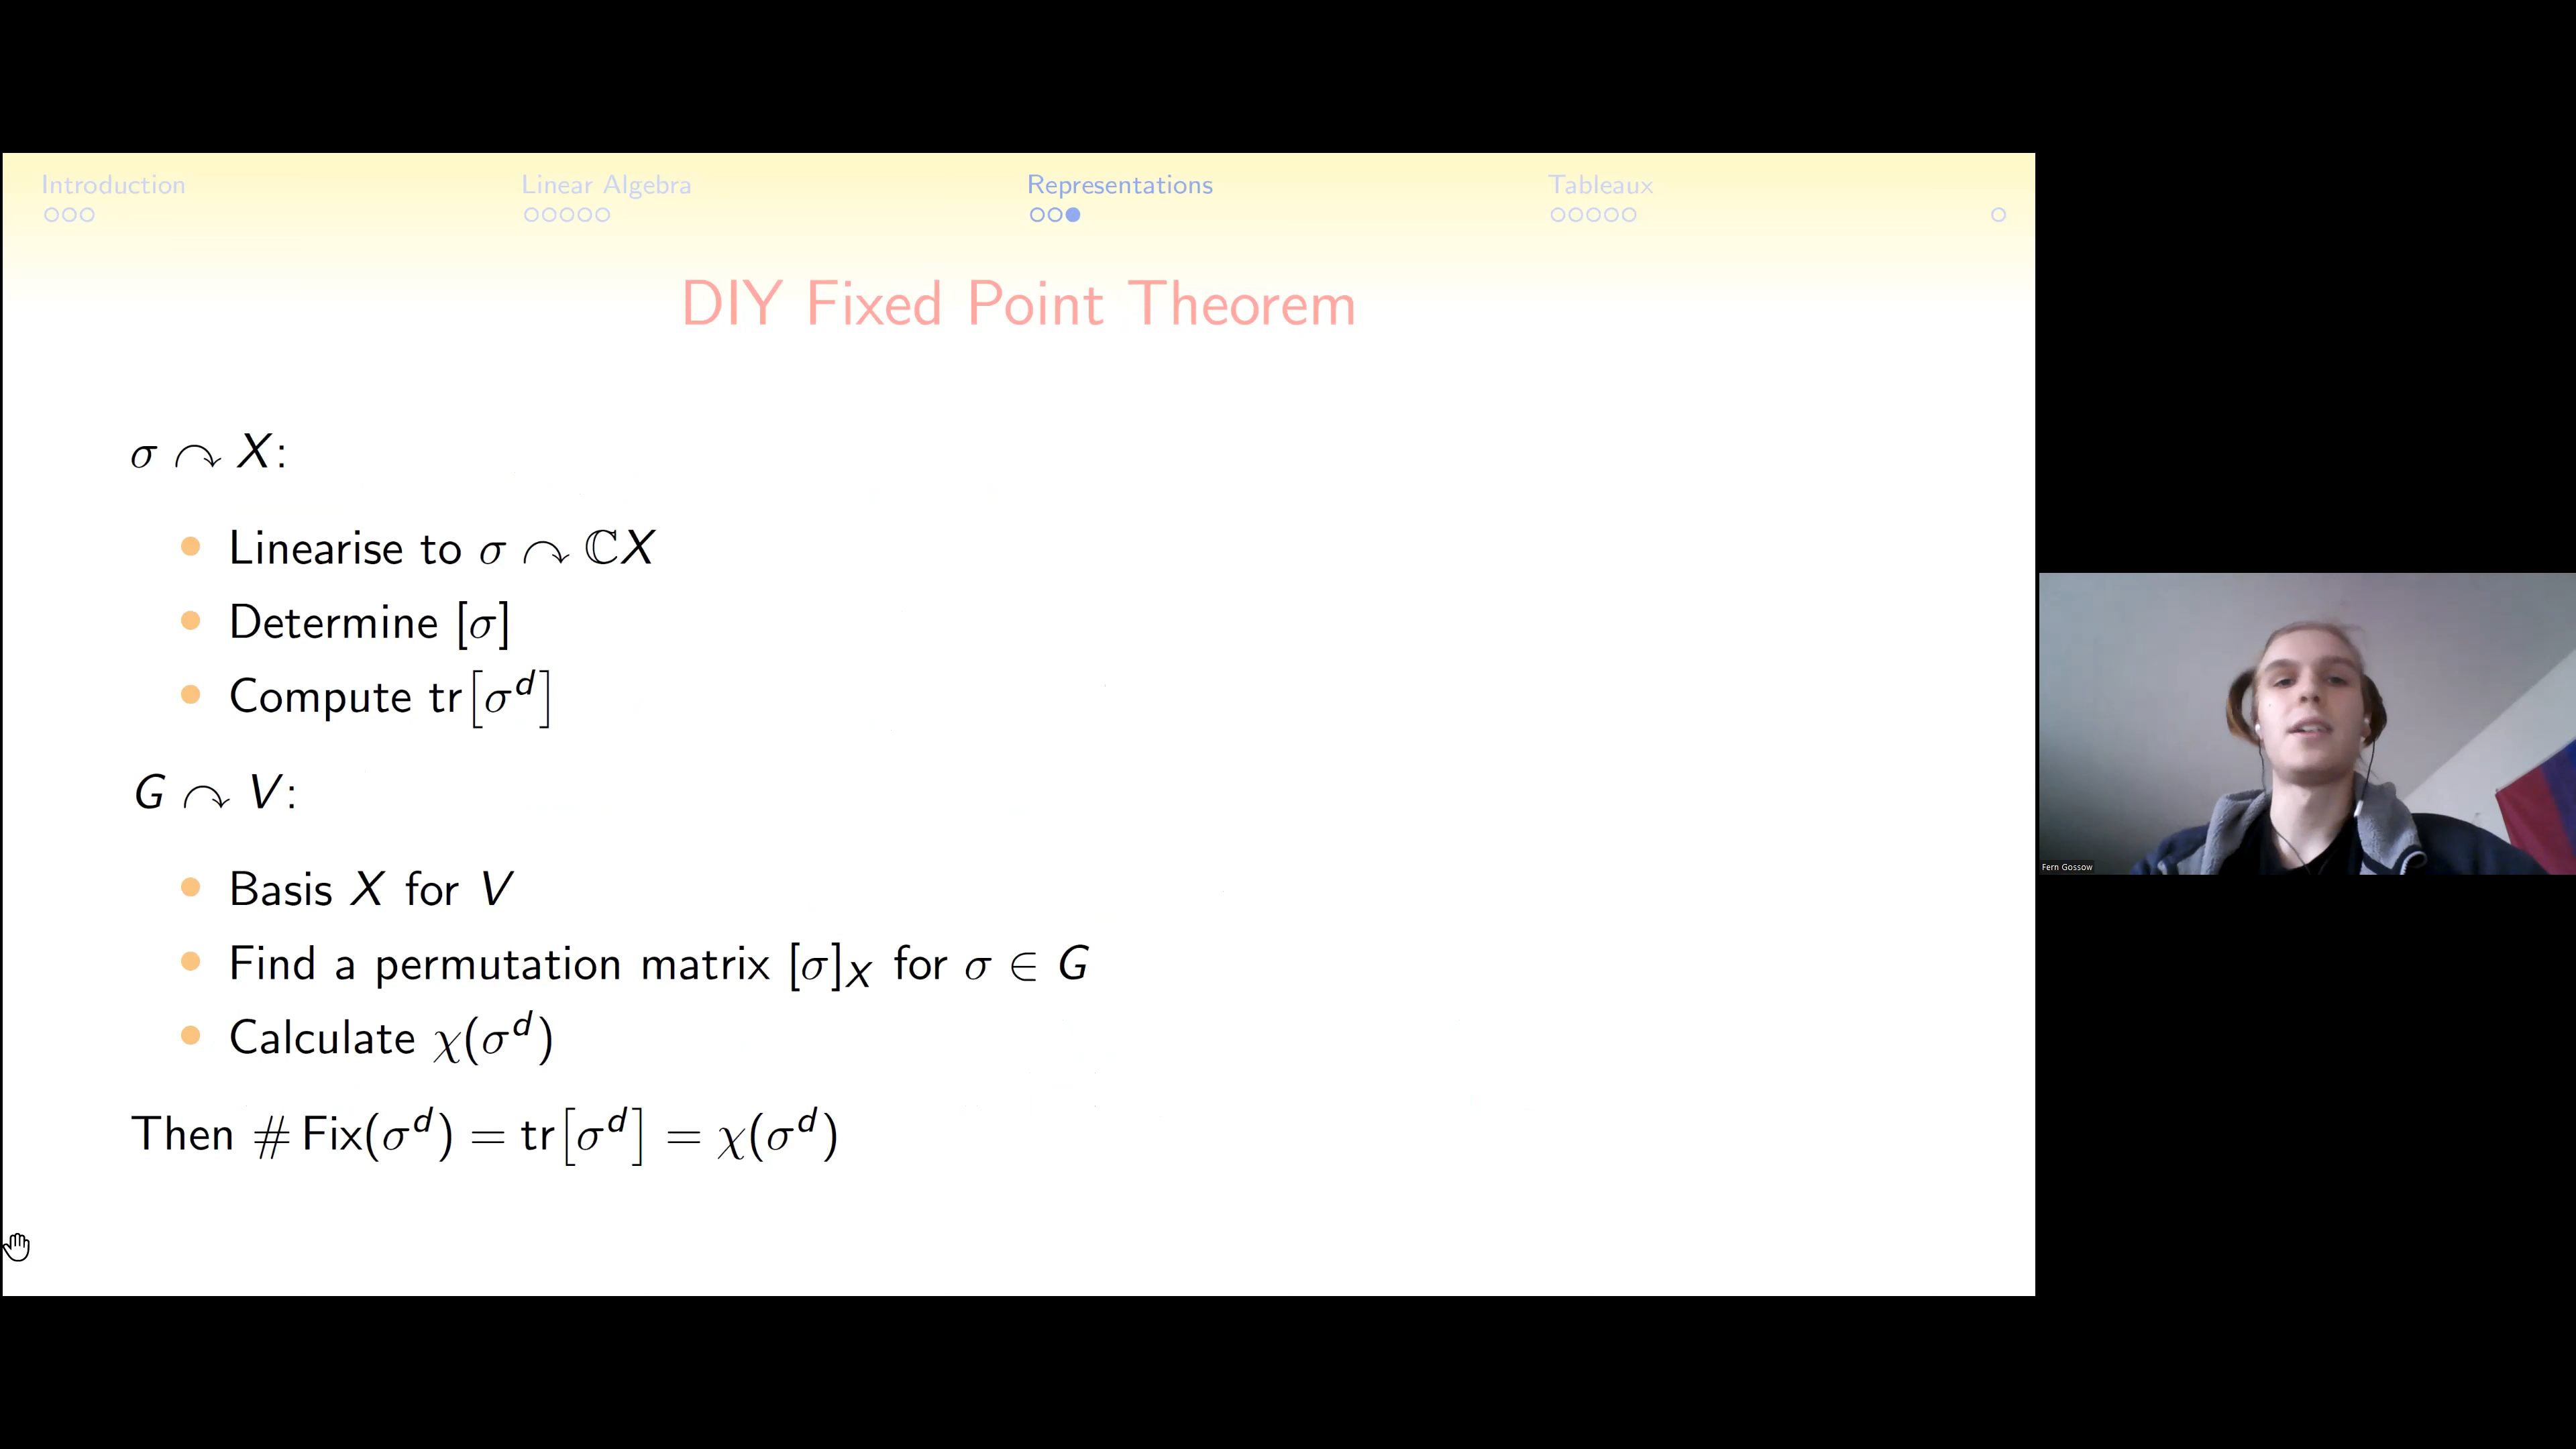 Introduction
Linear Algebra
Representations
Tableaux
DIY Fixed Point Theorem
σ ↷ X:
Linearise to σ ↷ ℂX
Determine [σ]
Compute tr[σ^d]
G ↷ V:
Basis X for V
Find a permutation matrix [σ]_X for σ ∈ G
Calculate χ(σ^d)
Then # Fix(σ^d) = tr[σ^d] = χ(σ^d)
Fern Gossow